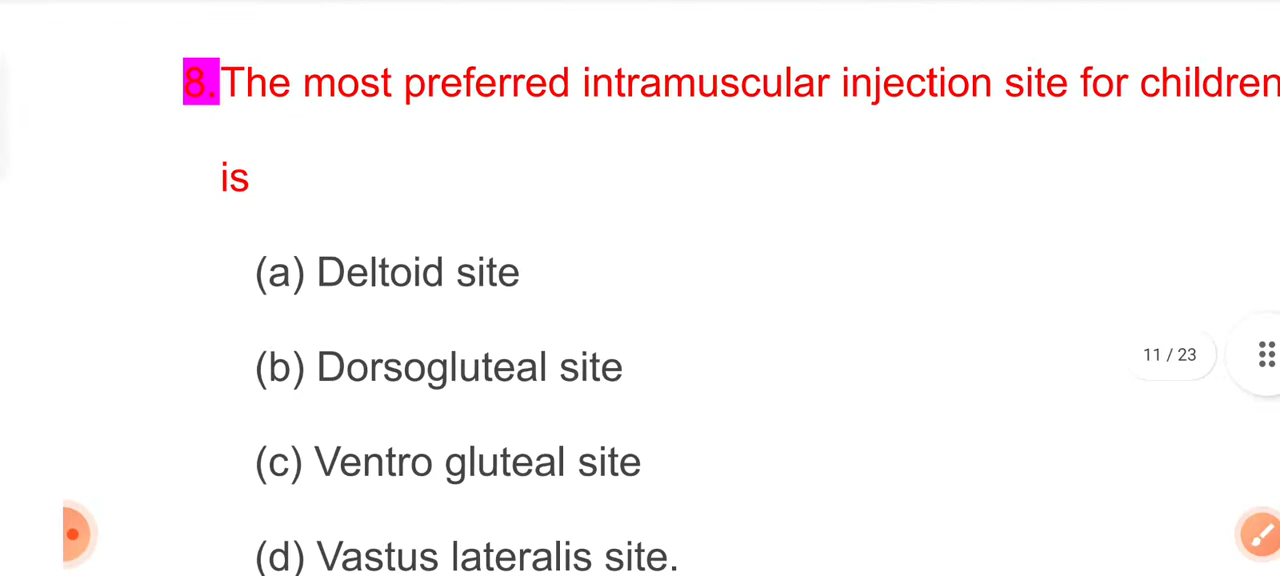 8. The most preferred intramuscular injection site for children
is
(a) Deltoid site
(b) Dorsogluteal site
11 / 23
(c) Ventro gluteal site
(d) Vastus lateralis site.